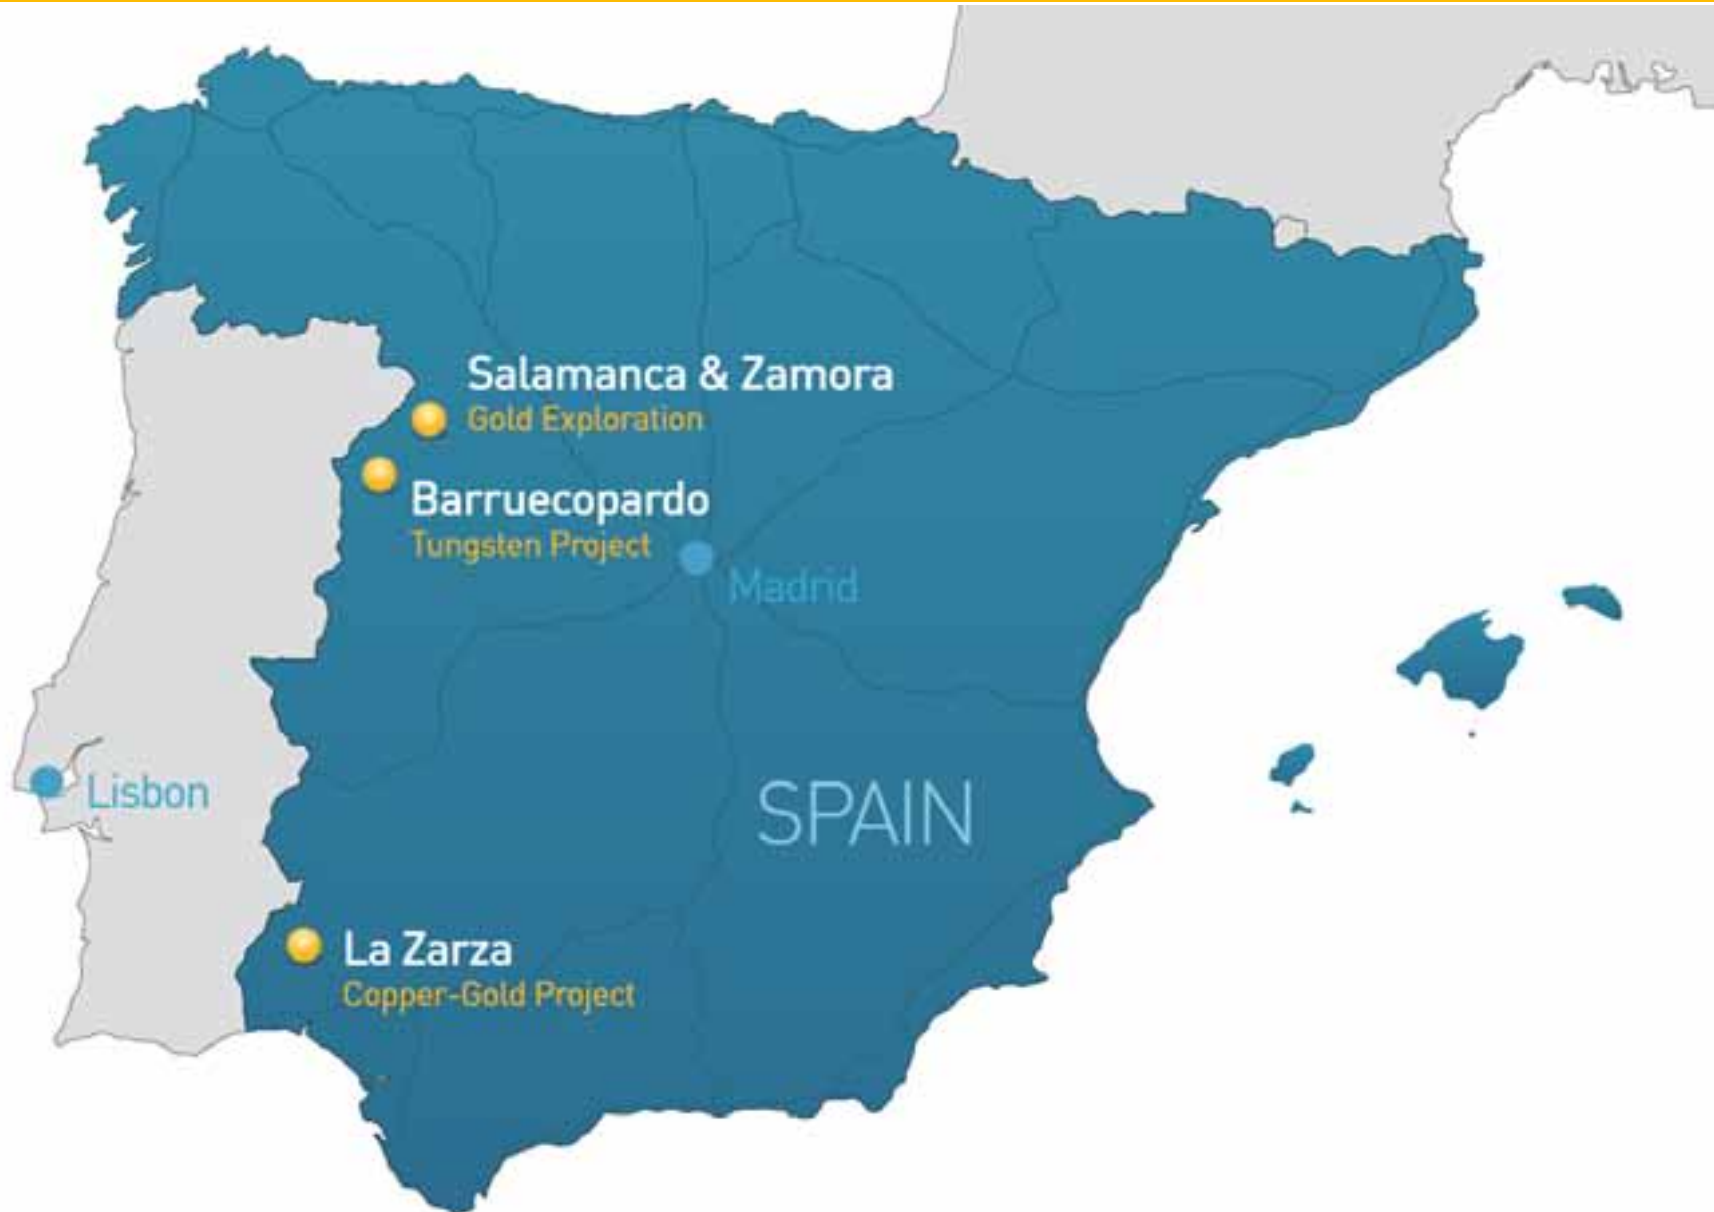 Salamanca & Zamora
Gold Exploration
Barruecopardo
Tungsten Project
Madrid
Lisbon
SPAIN
La Zarza
Copper-Gold Project